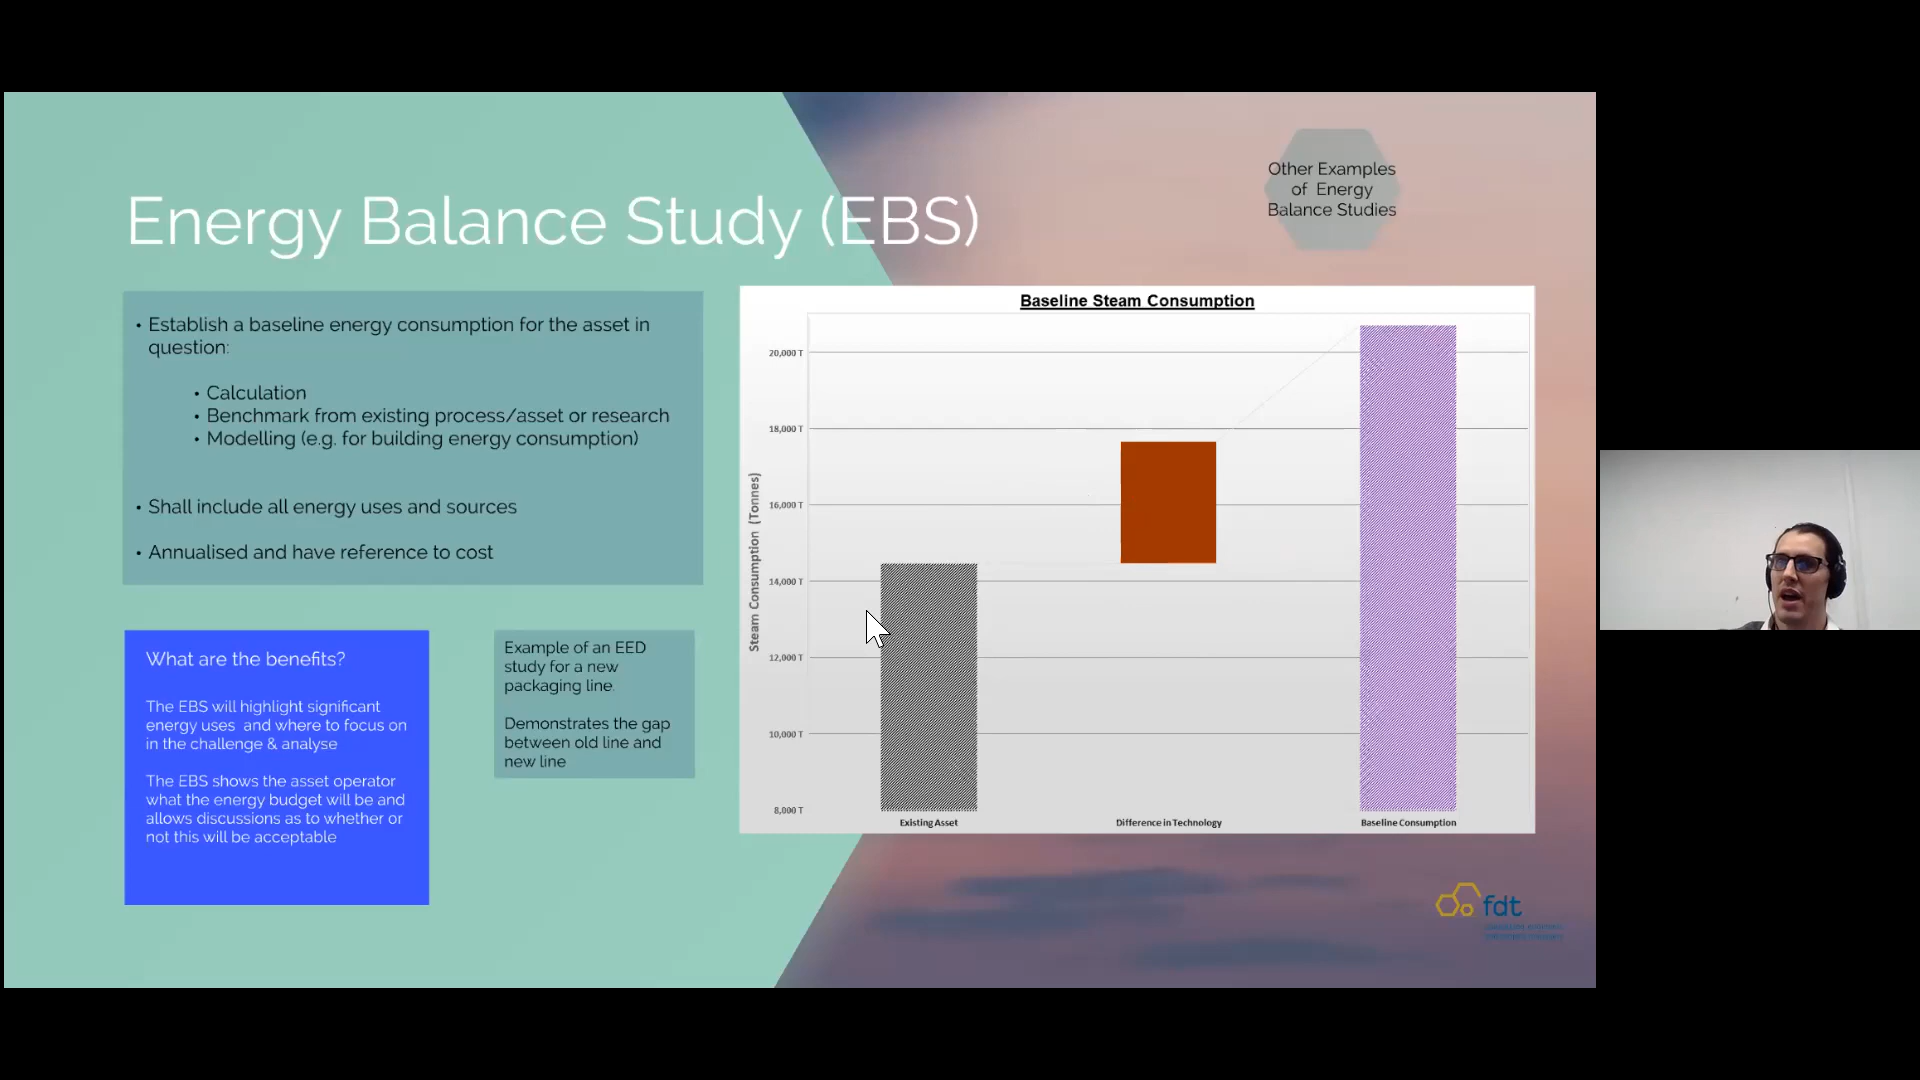 Other Examples
of Energy
Balance Studies
Energy Balance Study (EBS)
• Establish a baseline energy consumption for the asset in
question:
• Calculation
• Benchmark from existing process/asset or research
• Modelling (e.g. for building energy consumption)
• Shall include all energy uses and sources
• Annualised and have reference to cost
What are the benefits?
The EBS will highlight significant
energy uses and where to focus on
in the challenge & analyse
The EBS shows the asset operator
what the energy budget will be and
allows discussions as to whether or
not this will be acceptable
Example of an EED
study for a new
packaging line.
Demonstrates the gap
between old line and
new line
Baseline Steam Consumption
Steam Consumption (Tonnes)
20,000 T
18,000 T
16,000 T
14,000 T
12,000 T
10,000 T
8,000 T
Existing Asset
Difference in Technology
Baseline Consumption
fdt